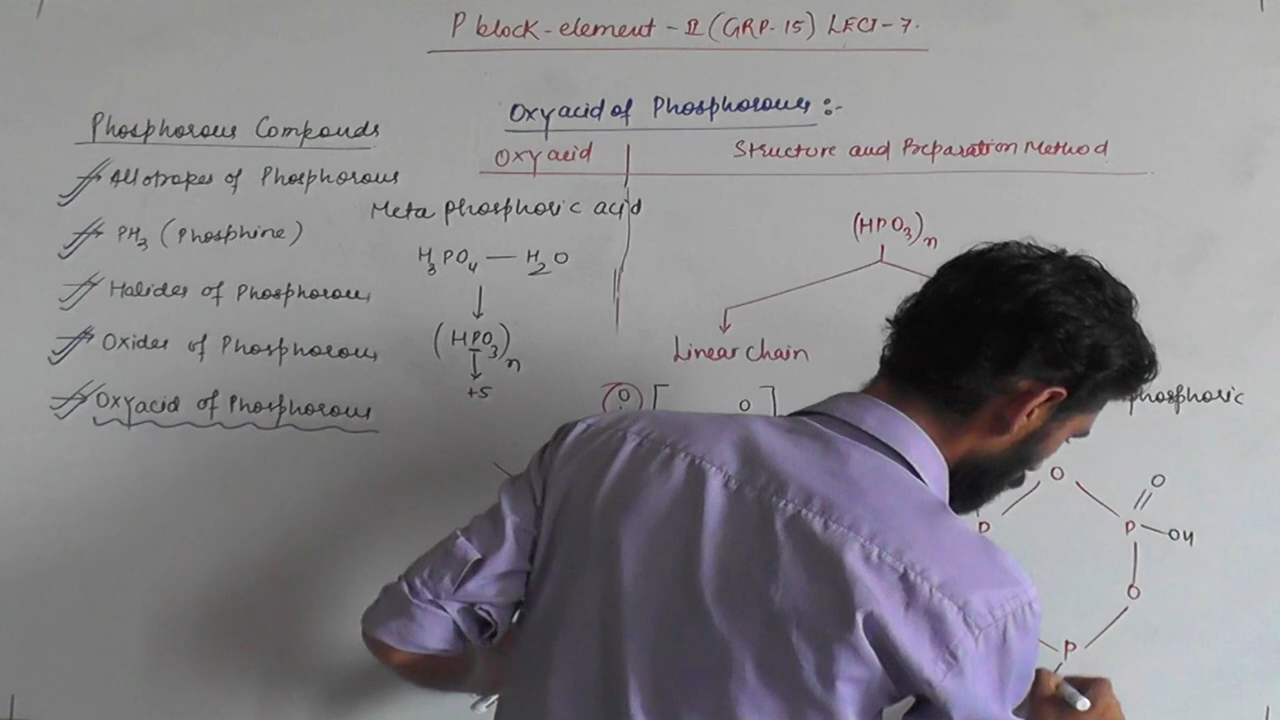 P block-element-II (GRP-15) LECT-7.
Phosphorous Compounds
Allotropes of Phosphorous
PH3 (Phosphine)
Halides of Phosphorous
Oxides of Phosphorous
Oxyacid of Phosphorous
Oxyacid of Phosphorous :-
Oxyacid
Structure and Preparation Method
Meta phosphoric acid
H3PO4 — H2O
(HPO3)n
+5
(HPO3)n
Linear chain
phosphoric
O
O
O
O
P
P
OH
O
P